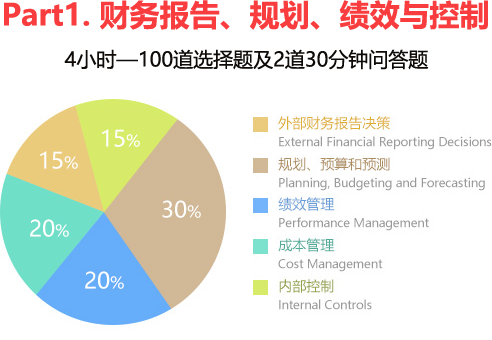 Part1. 财务报告、规划、绩效与控制
4小时—100道选择题及2道30分钟问答题
15%
15%
30%
20%
20%
外部财务报告决策
External Financial Reporting Decisions
规划、预算和预测
Planning, Budgeting and Forecasting
绩效管理
Performance Management
成本管理
Cost Management
内部控制
Internal Controls